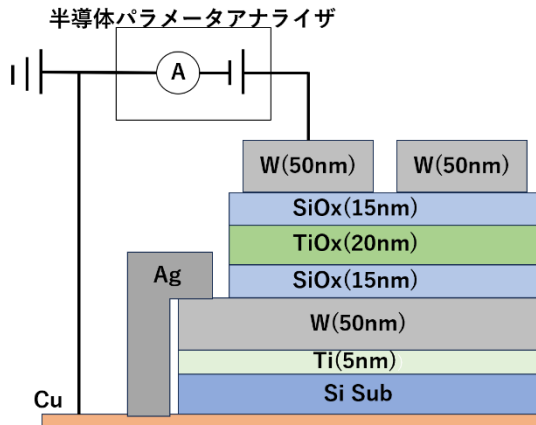 半導体パラメータアナライザ
A
W(50nm)
W(50nm)
SiOx(15nm)
TiOx(20nm)
Ag
SiOx(15nm)
W(50nm)
Ti(5nm)
Si Sub
Cu